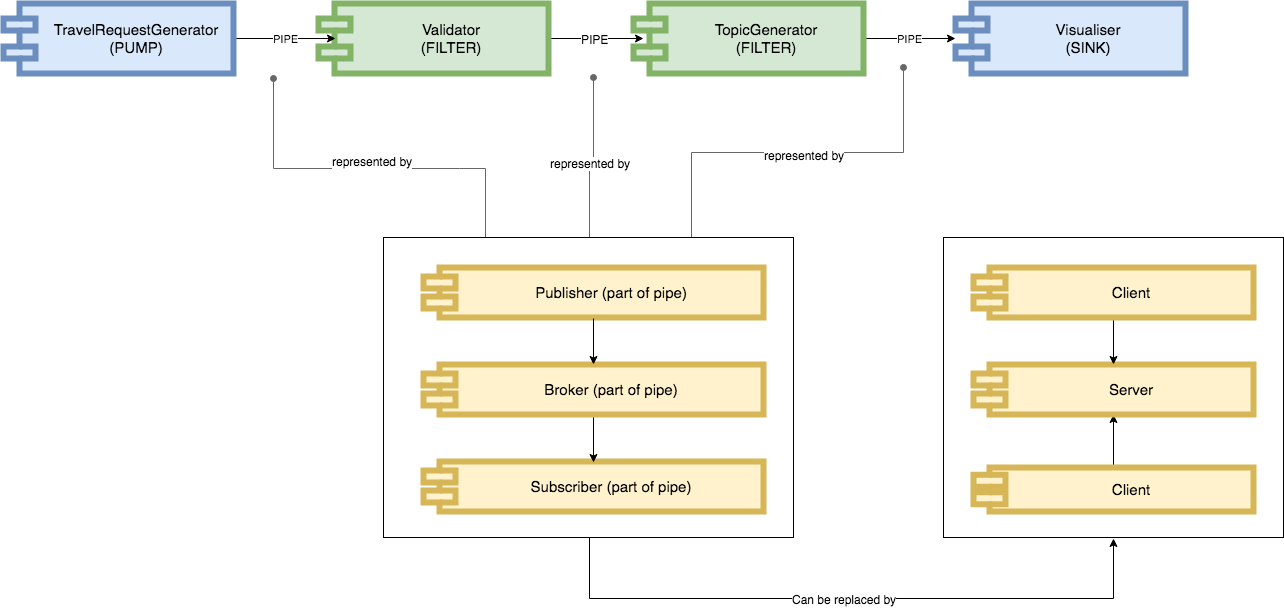 TravelRequestGenerator
(PUMP)
PIPE
Validator
(FILTER)
PIPE
TopicGenerator
(FILTER)
PIPE
Visualiser
(SINK)
represented by
represented by
represented by
Publisher (part of pipe)
Broker (part of pipe)
Subscriber (part of pipe)
Client
Server
Client
Can be replaced by